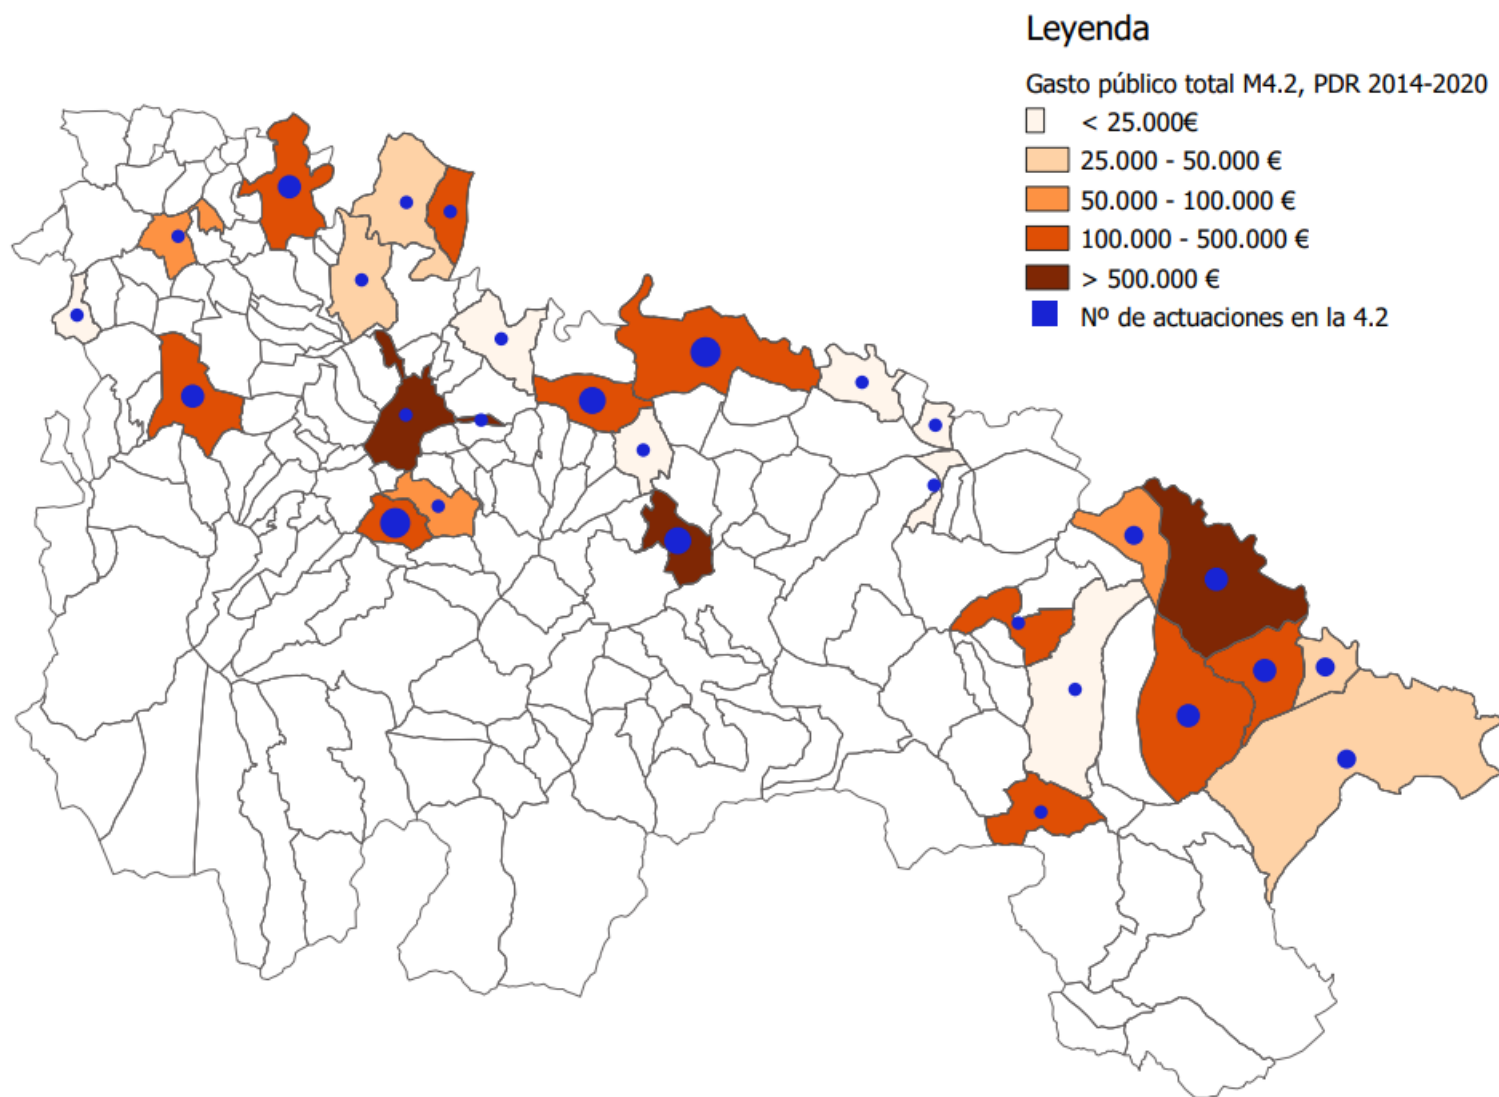 Leyenda
Gasto público total M4.2, PDR 2014-2020
< 25.000€
25.000 - 50.000 €
50.000 - 100.000 €
100.000 - 500.000 €
> 500.000 €
Nº de actuaciones en la 4.2